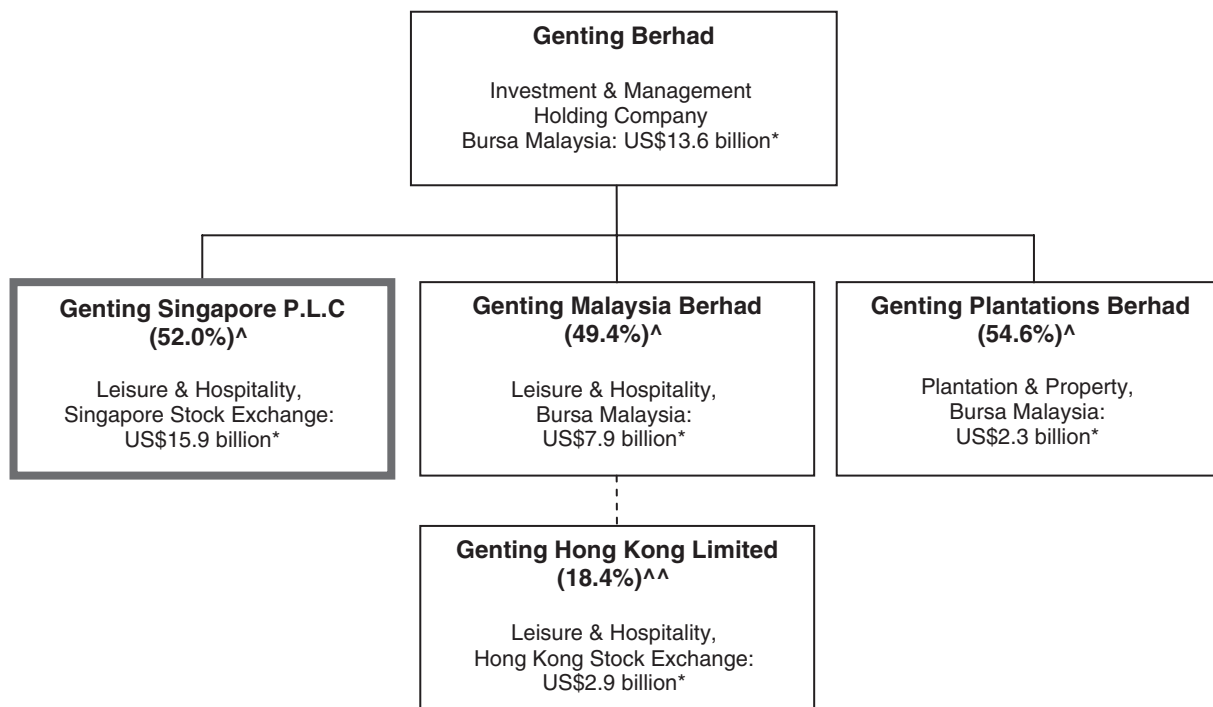 Genting Berhad
Investment & Management
Holding Company
Bursa Malaysia: US$13.6 billion*
Genting Singapore P.L.C
(52.0%)^
Leisure & Hospitality,
Singapore Stock Exchange:
US$15.9 billion*
Genting Malaysia Berhad
(49.4%)^
Leisure & Hospitality,
Bursa Malaysia:
US$7.9 billion*
Genting Plantations Berhad
(54.6%)^
Plantation & Property,
Bursa Malaysia:
US$2.3 billion*
Genting Hong Kong Limited
(18.4%)^^
Leisure & Hospitality,
Hong Kong Stock Exchange:
US$2.9 billion*